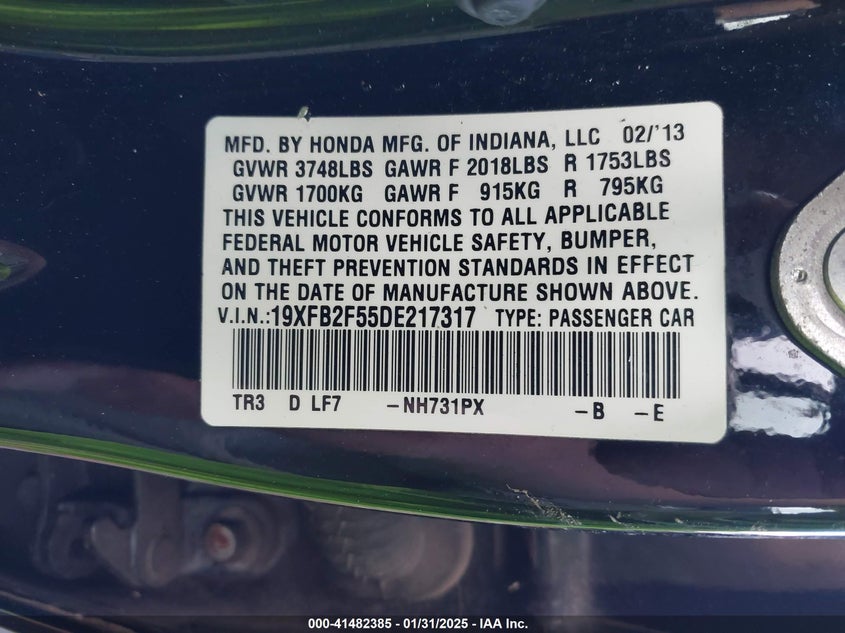 MFD. BY HONDA MFG. OF INDIANA, LLC 02/'13
GVWR 3748LBS GAWR F 2018LBS R 1753LBS
GVWR 1700KG GAWR F 915KG R 795KG
THIS VEHICLE CONFORMS TO ALL APPLICABLE
FEDERAL MOTOR VEHICLE SAFETY, BUMPER,
AND THEFT PREVENTION STANDARDS IN EFFECT
ON THE DATE OF MANUFACTURE SHOWN ABOVE.
V.I.N.:19XFB2F55DE217317 TYPE: PASSENGER CAR
TR3 D LF7 -NH731PX -B -E
000-41482385 - 01/31/2025 - IAA Inc.